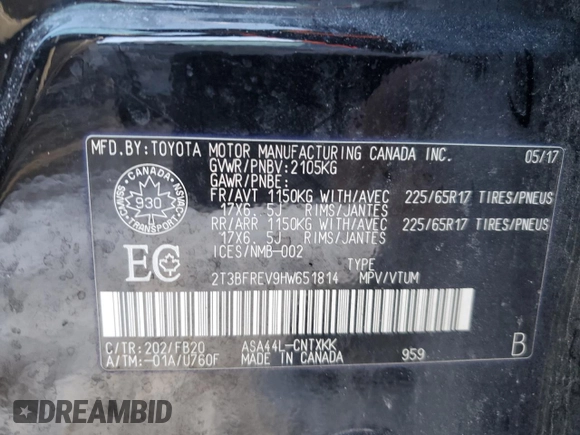 MFD.BY:TOYOTA MOTOR MANUFACTURING CANADA INC. 05/17
GVWR/PNBV:2105KG
GAWR/PNBE:
FR/AVT 1150KG WITH/AVEC 225/65R17 TIRES/PNEUS
17X6.5J RIMS/JANTES
RR/ARR 1150KG WITH/AVEC 225/65R17 TIRES/PNEUS
17X6.5J RIMS/JANTES
ICES/NMB-002
CANADA
930
TRANSPORT
EC
TYPE
2T3BFREV9HW651814 MPV/VTUM
C/TR:202/FB20 ASA44L-CNTXKK
A/TM:-01A/U760F MADE IN CANADA 959 B
DREAMBID